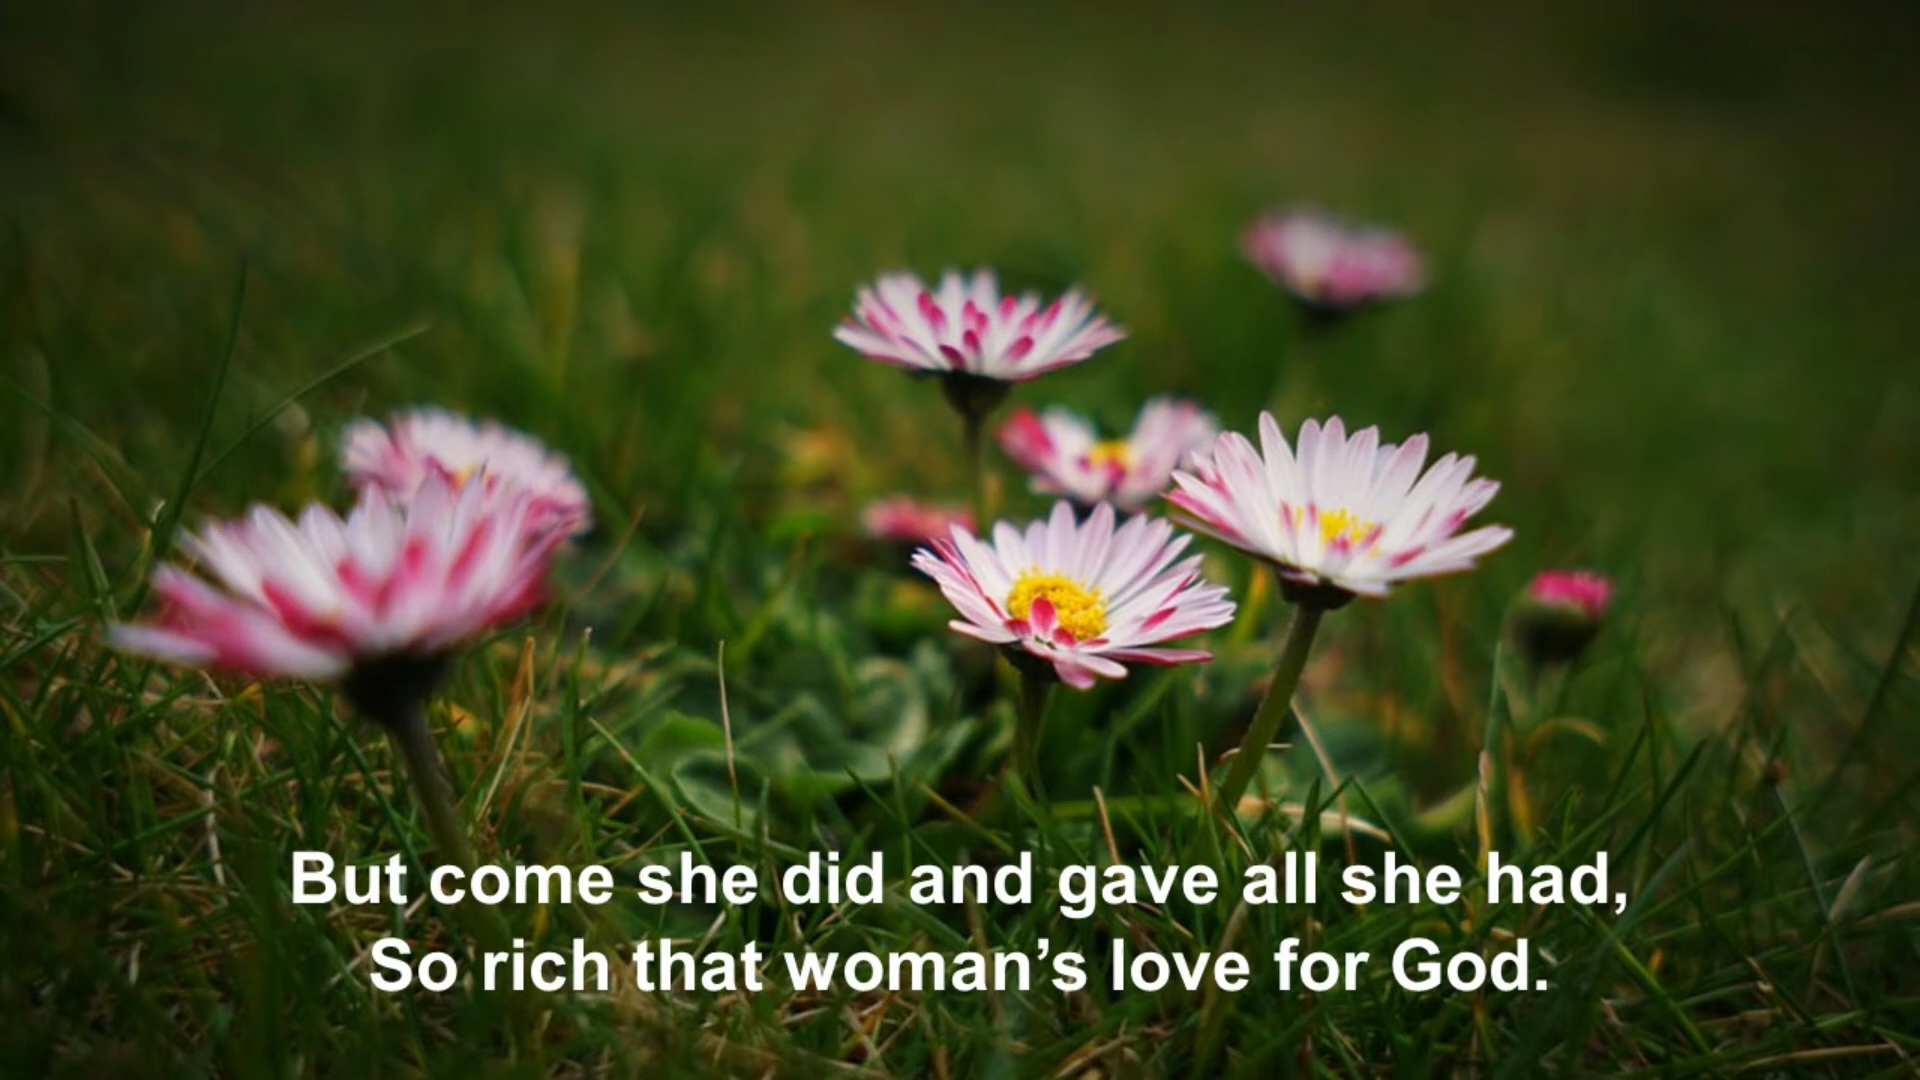 But come she did and gave all she had,
So rich that woman’s love for God.